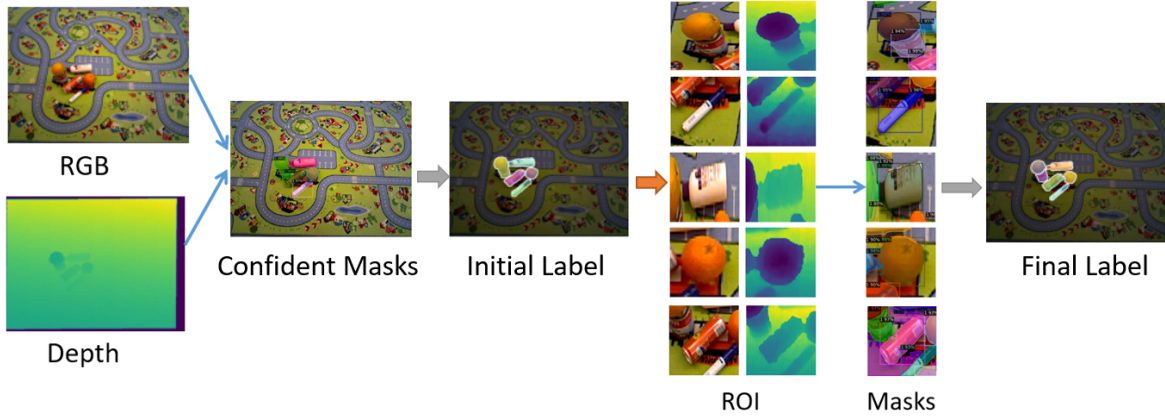 RGB
Depth
Confident Masks
Initial Label
ROI
Masks
Final Label